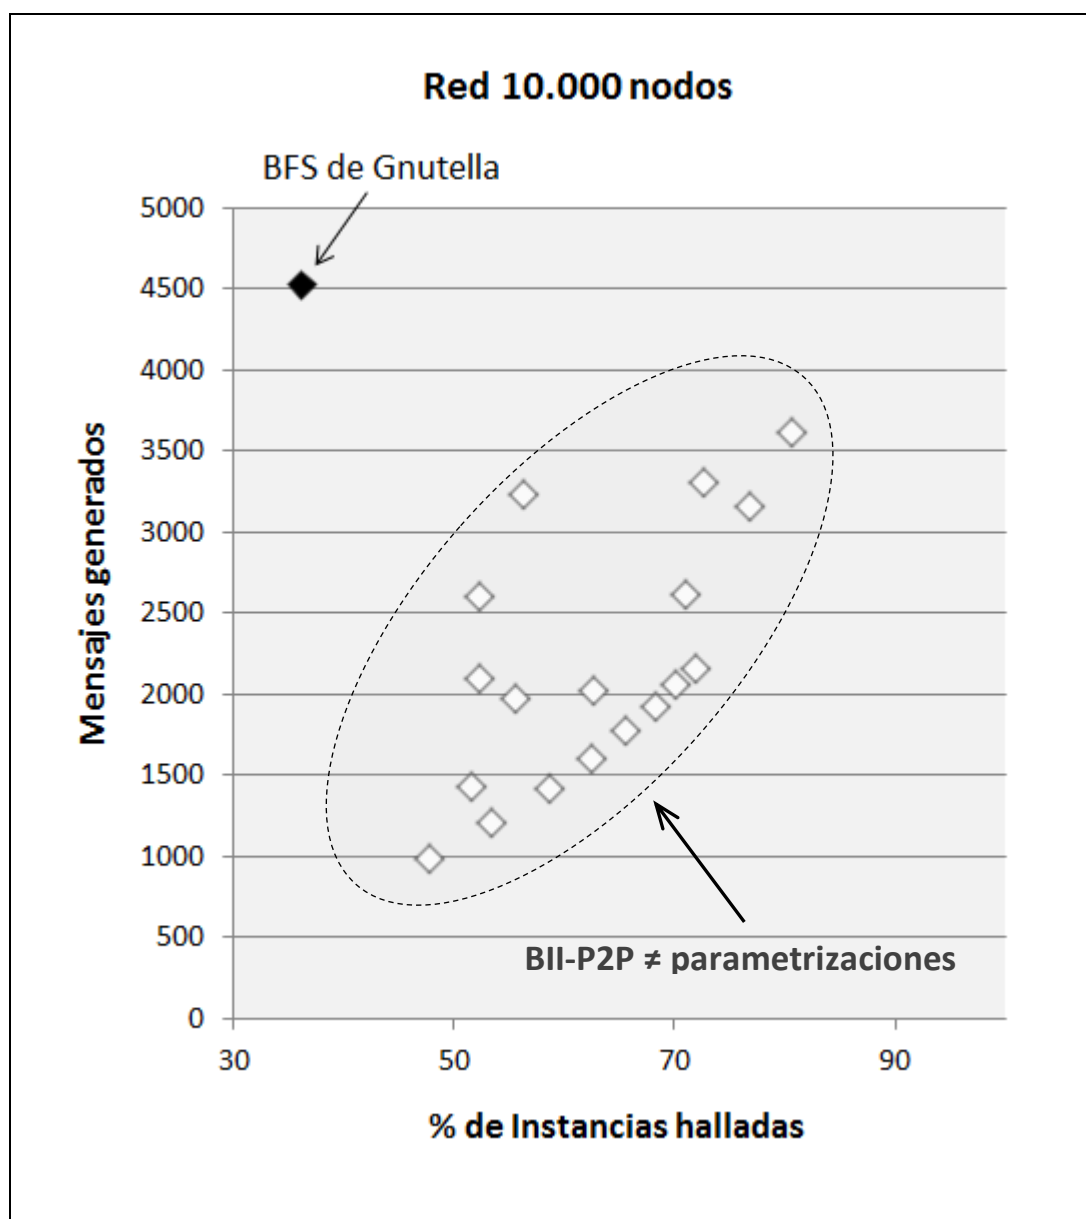 Red 10.000 nodos
BFS de Gnutella
5000
4500
4000
3500
3000
2500
2000
1500
1000
500
0
Mensajes generados
BII-P2P ≠ parametrizaciones
30 50 70 90
% de Instancias halladas